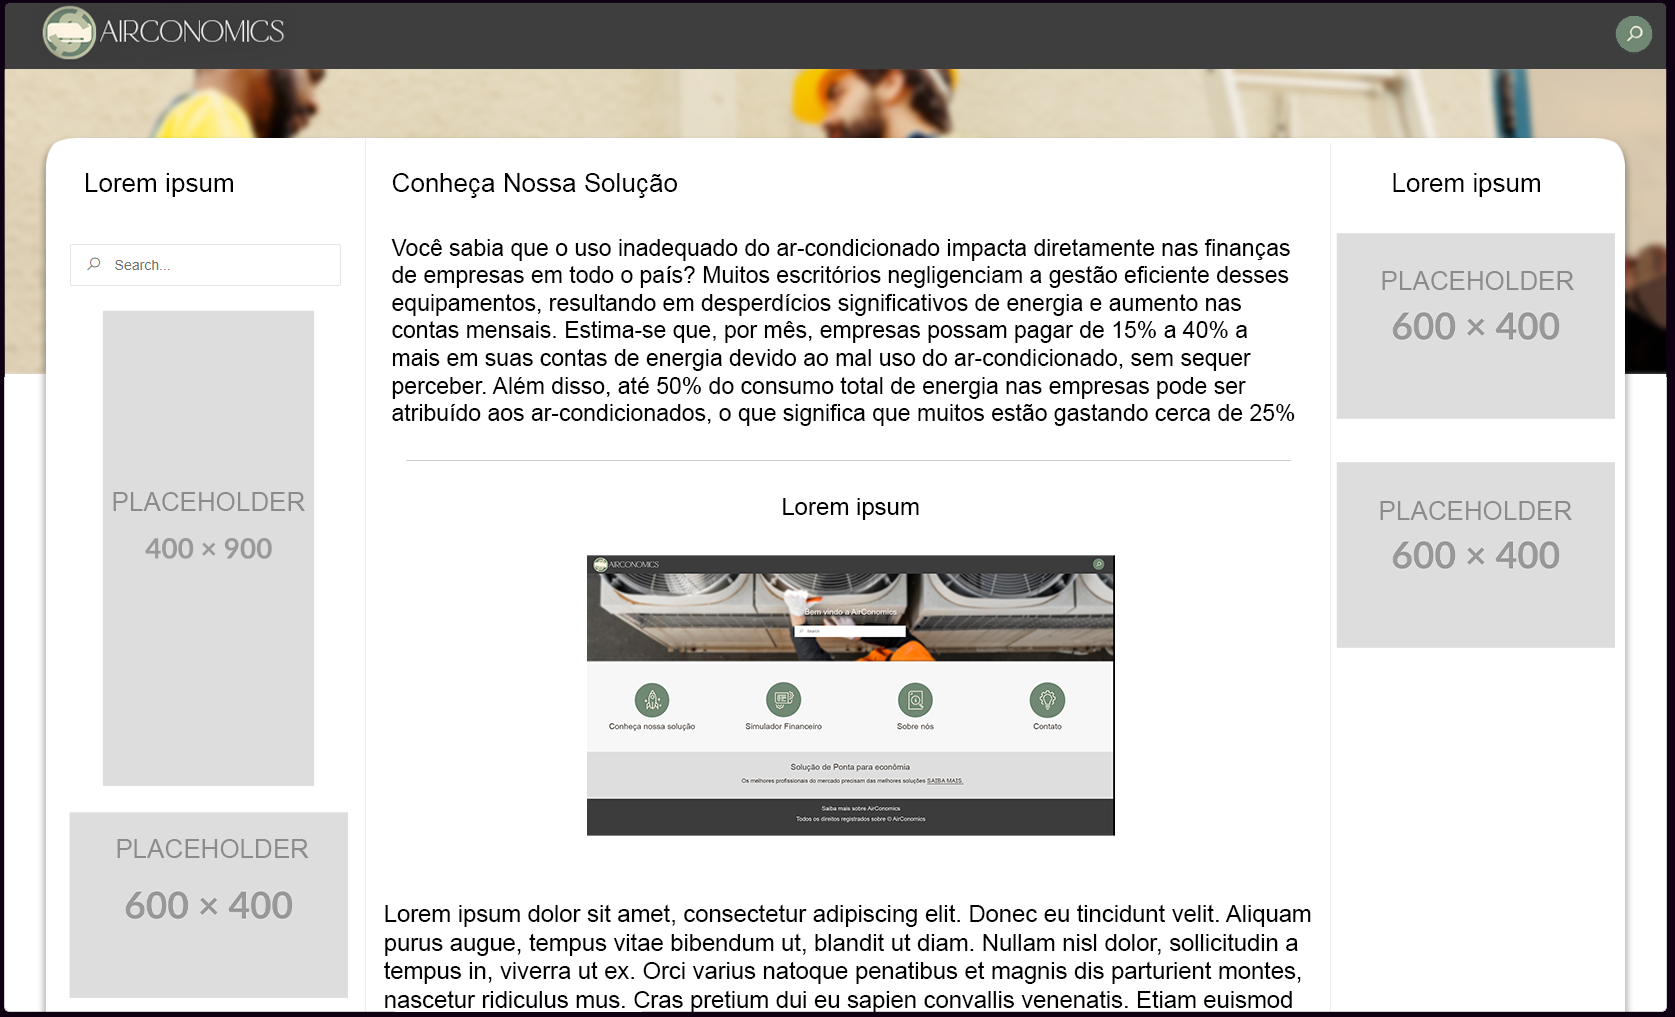 AIRCONOMICS
Lorem ipsum
Search...
PLACEHOLDER
400 × 900
PLACEHOLDER
600 × 400
Conheça Nossa Solução
Você sabia que o uso inadequado do ar-condicionado impacta diretamente nas finanças
de empresas em todo o país? Muitos escritórios negligenciam a gestão eficiente desses
equipamentos, resultando em desperdícios significativos de energia e aumento nas
contas mensais. Estima-se que, por mês, empresas possam pagar de 15% a 40% a
mais em suas contas de energia devido ao mal uso do ar-condicionado, sem sequer
perceber. Além disso, até 50% do consumo total de energia nas empresas pode ser
atribuído aos ar-condicionados, o que significa que muitos estão gastando cerca de 25%
Lorem ipsum
AIRCONOMICS
Bem vindo a AirConomics
Search
Conheça nossa solução
Simulador Financeiro
Sobre nós
Contato
Solução de Ponta para econômia
Os melhores profissionais do mercado precisam das melhores soluções SAIBA MAIS.
Saiba mais sobre AirConomics
Todos os direitos registrados sobre © AirConomics
Lorem ipsum dolor sit amet, consectetur adipiscing elit. Donec eu tincidunt velit. Aliquam
purus augue, tempus vitae bibendum ut, blandit ut diam. Nullam nisl dolor, sollicitudin a
tempus in, viverra ut ex. Orci varius natoque penatibus et magnis dis parturient montes,
nascetur ridiculus mus. Cras pretium dui eu sapien convallis venenatis. Etiam euismod
Lorem ipsum
PLACEHOLDER
600 × 400
PLACEHOLDER
600 × 400